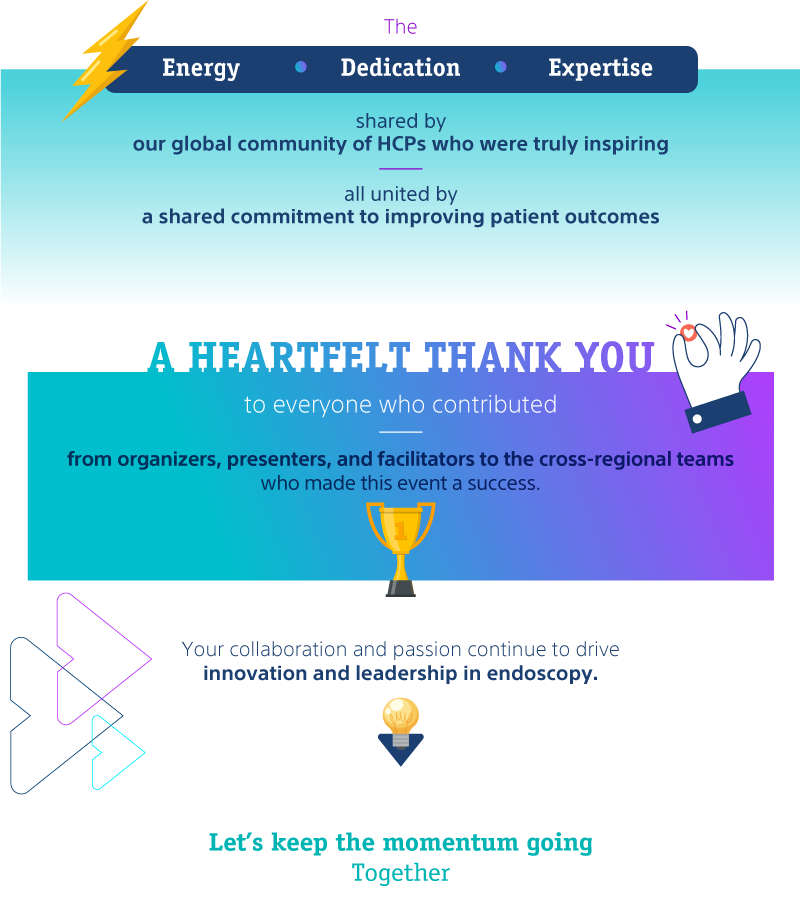 The
Energy • Dedication • Expertise
shared by
our global community of HCPs who were truly inspiring
all united by
a shared commitment to improving patient outcomes
A HEARTFELT THANK YOU
to everyone who contributed
from organizers, presenters, and facilitators to the cross-regional teams
who made this event a success.
1
Your collaboration and passion continue to drive
innovation and leadership in endoscopy.
Let’s keep the momentum going
Together